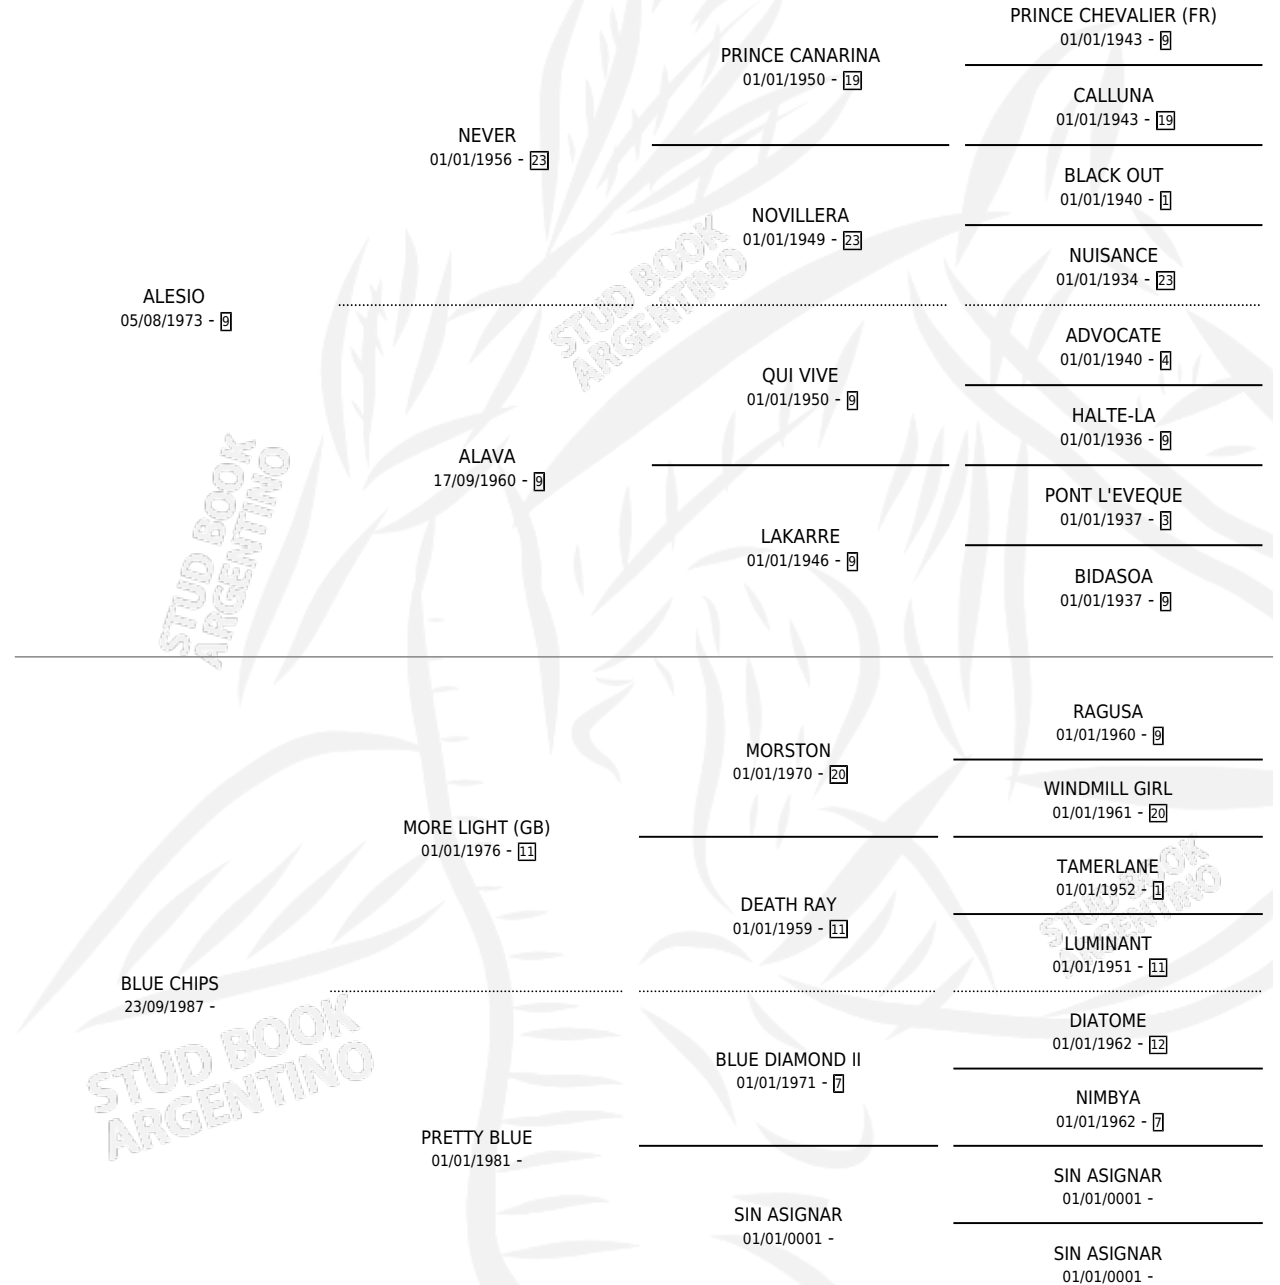 PRINCE CHEVALIER (FR)
01/01/1943 - 9
PRINCE CANARINA
01/01/1950 - 19
CALLUNA
01/01/1943 - 19
NEVER
01/01/1956 - 23
BLACK OUT
01/01/1940 - 1
NOVILLERA
01/01/1949 - 23
NUISANCE
01/01/1934 - 23
STUD BOOK
ARGENTINO
ALESIO
05/08/1973 - 9
ADVOCATE
01/01/1940 - 4
QUI VIVE
01/01/1950 - 9
HALTE-LA
01/01/1936 - 9
ALAVA
17/09/1960 - 9
PONT L'EVEQUE
01/01/1937 - 3
LAKARRE
01/01/1946 - 9
BIDASOA
01/01/1937 - 9
STUD BOOK
ARGENTINO
RAGUSA
01/01/1960 - 9
MORSTON
01/01/1970 - 20
WINDMILL GIRL
01/01/1961 - 20
MORE LIGHT (GB)
01/01/1976 - 11
TAMERLANE
01/01/1952 - 1
DEATH RAY
01/01/1959 - 11
LUMINANT
01/01/1951 - 11
STUD BOOK
ARGENTINO
BLUE CHIPS
23/09/1987 -
DIATOME
01/01/1962 - 12
BLUE DIAMOND II
01/01/1971 - 7
NIMBYA
01/01/1962 - 7
STUD BOOK
ARGENTINO
PRETTY BLUE
01/01/1981 -
SIN ASIGNAR
01/01/0001 -
SIN ASIGNAR
01/01/0001 -
SIN ASIGNAR
01/01/0001 -